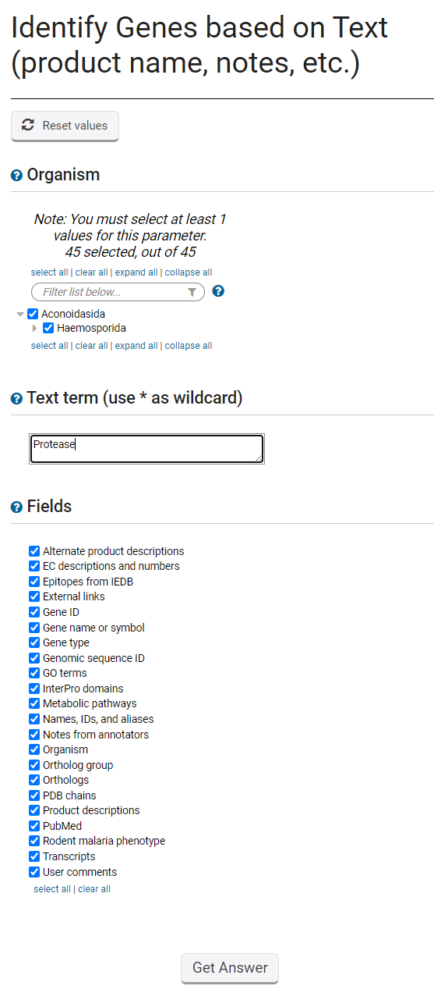 Identify Genes based on Text
(product name, notes, etc.)
Reset values
Organism
Note: You must select at least 1
values for this parameter.
45 selected, out of 45
select all | clear all | expand all | collapse all
Filter list below...
Aconoidasida
Haemosporida
select all | clear all | expand all | collapse all
Text term (use * as wildcard)
Protease
Fields
Alternate product descriptions
EC descriptions and numbers
Epitopes from IEDB
External links
Gene ID
Gene name or symbol
Gene type
Genomic sequence ID
GO terms
InterPro domains
Metabolic pathways
Names, IDs, and aliases
Notes from annotators
Organism
Ortholog group
Orthologs
PDB chains
Product descriptions
PubMed
Rodent malaria phenotype
Transcripts
User comments
select all | clear all
Get Answer